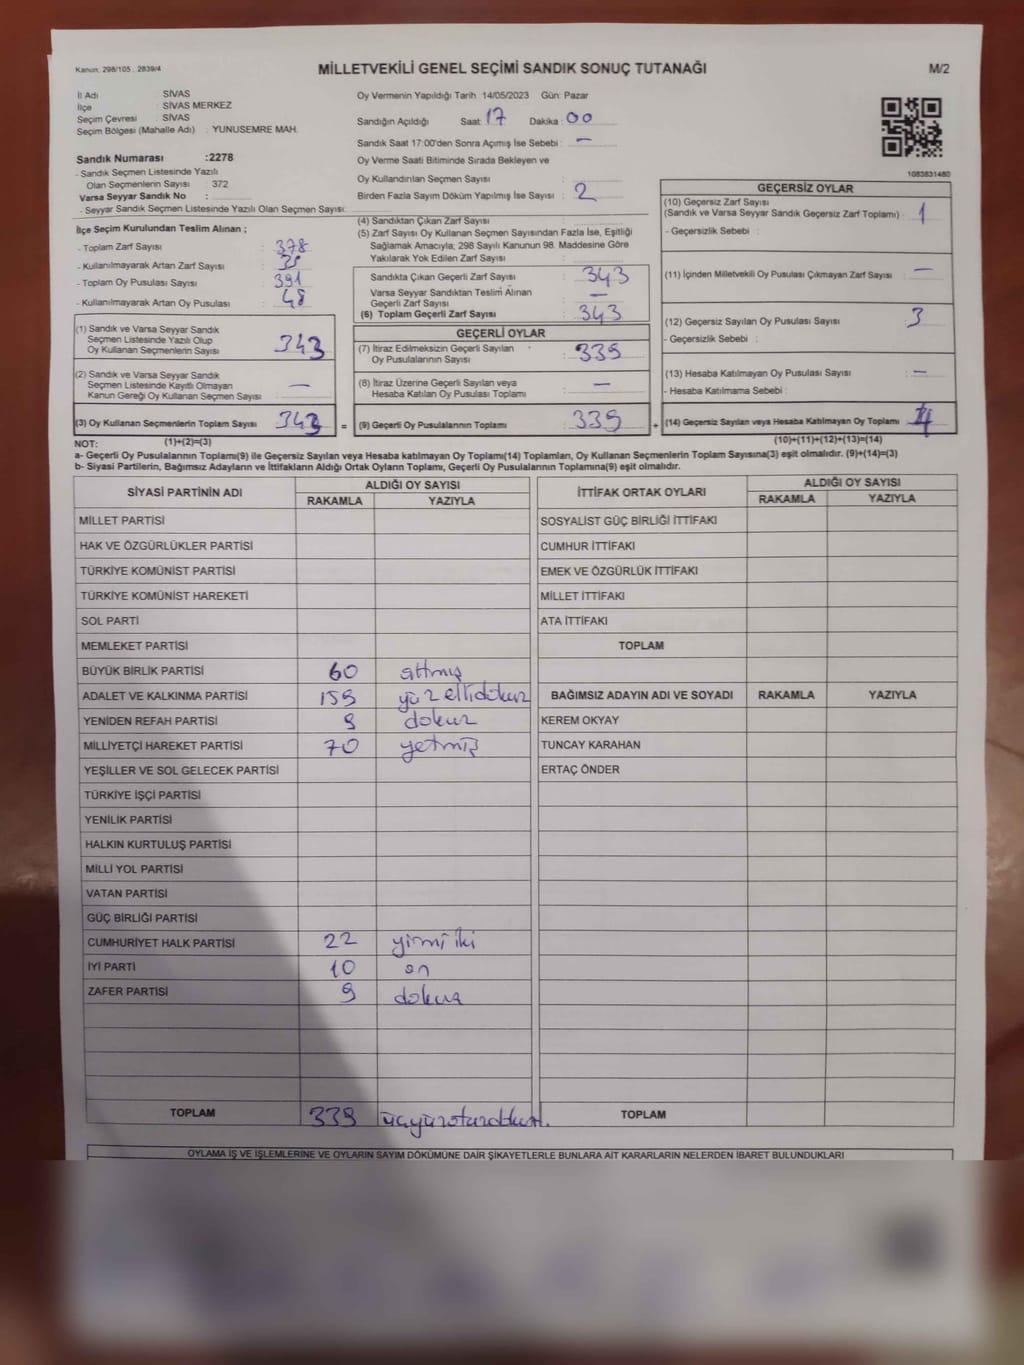 Kanun: 298/105 . 2839/4
MİLLETVEKİLİ GENEL SEÇİMİ SANDIK SONUÇ TUTANAĞI
M/2
İl Adı SİVAS
İlçe : SİVAS MERKEZ
Seçim Çevresi : SİVAS
Seçim Bölgesi (Mahalle Adı) : YUNUSEMRE MAH.
Sandık Numarası :2278
- Sandık Seçmen Listesinde Yazılı
Olan Seçmenlerin Sayısı : 372
Varsa Seyyar Sandık No :
- Seyyar Sandık Seçmen Listesinde Yazılı Olan Seçmen Sayısı:
Oy Vermenin Yapıldığı Tarih :14/05/2023 Gün: Pazar
Sandığın Açıldığı Saat: 17 Dakika : 00
Sandık Saat 17:00'den Sonra Açımış İse Sebebi : —
Oy Verme Saati Bitiminde Sırada Bekleyen ve
Oy Kullandırılan Seçmen Sayısı :
Birden Fazla Sayım Döküm Yapılmış İse Sayısı : 2
1083831480
İlçe Seçim Kurulundan Teslim Alınan ;
- Toplam Zarf Sayısı : 378
- Kullanılmayarak Artan Zarf Sayısı :
- Toplam Oy Pusulası Sayısı : 391
- Kullanılmayarak Artan Oy Pusulası : 48
(1) Sandık ve Varsa Seyyar Sandık
Seçmen Listesinde Yazılı Olup
Oy Kullanan Seçmenlerin Sayısı 343
(2) Sandık ve Varsa Seyyar Sandık
Seçmen Listesinde Kayıtlı Olmayan
Kanun Gereği Oy Kullanan Seçmen Sayısı : —
(3) Oy Kullanan Seçmenlerin Toplam Sayısı 343 =
(1)+(2)=(3)
(4) Sandıktan Çıkan Zarf Sayısı :
(5) Zarf Sayısı Oy Kullanan Seçmen Sayısından Fazla İse, Eşitliği
Sağlamak Amacıyla; 298 Sayılı Kanunun 98. Maddesine Göre
Yakılarak Yok Edilen Zarf Sayısı :
Sandıkta Çıkan Geçerli Zarf Sayısı : 343
Varsa Seyyar Sandıktan Teslim Alınan
Geçerli Zarf Sayısı : —
(6) Toplam Geçerli Zarf Sayısı : 343
GEÇERLİ OYLAR
(7) İtiraz Edilmeksizin Geçerli Sayılan
Oy Pusulalarının Sayısı : 339
(8) İtiraz Üzerine Geçerli Sayılan veya
Hesaba Katılan Oy Pusulası Toplamı : —
(9) Geçerli Oy Pusulalarının Toplamı : 339 +
GEÇERSİZ OYLAR
(10) Geçersiz Zarf Sayısı
(Sandık ve Varsa Seyyar Sandık Geçersiz Zarf Toplamı) : 1
- Geçersizlik Sebebi :
(11) İçinden Milletvekili Oy Pusulası Çıkmayan Zarf Sayısı : —
(12) Geçersiz Sayılan Oy Pusulası Sayısı : 3
- Geçersizlik Sebebi :
(13) Hesaba Katılmayan Oy Pusulası Sayısı : —
- Hesaba Katılmama Sebebi :
(14) Geçersiz Sayılan veya Hesaba Katılmayan Oy Toplamı : 4
(10)+(11)+(12)+(13)=(14)
NOT:
a- Geçerli Oy Pusulasının Toplamı(9) ile Geçersiz Sayılan veya Hesaba katılmayan Oy Toplamı(14) Toplamları, Oy Kullanan Seçmenlerin Toplam Sayısına(3) eşit olmalıdır. (9)+(14)=(3)
b- Siyasi Partilerin, Bağımsız Adayların ve İttifakların Aldığı Ortak Oyların Toplamı, Geçerli Oy Pusulasının Toplamına(9) eşit olmalıdır.
SİYASİ PARTİNİN ADI ALDIĞI OY SAYISI
RAKAMLA YAZIYLA
MİLLET PARTİSİ
HAK VE ÖZGÜRLÜKLER PARTİSİ
TÜRKİYE KOMÜNİST PARTİSİ
TÜRKİYE KOMÜNİST HAREKETİ
SOL PARTİ
MEMLEKET PARTİSİ
BÜYÜK BİRLİK PARTİSİ 60 altmış
ADALET VE KALKINMA PARTİSİ 159 yüzellidokuz
YENİDEN REFAH PARTİSİ 9 dokuz
MİLLİYETÇİ HAREKET PARTİSİ 70 yetmiş
YEŞİLLER VE SOL GELECEK PARTİSİ
TÜRKİYE İŞÇİ PARTİSİ
YENİLİK PARTİSİ
HALKIN KURTULUŞ PARTİSİ
MİLLİ YOL PARTİSİ
VATAN PARTİSİ
GÜÇ BİRLİĞİ PARTİSİ
CUMHURİYET HALK PARTİSİ 22 yirmi iki
İYİ PARTİ 10 on
ZAFER PARTİSİ 9 dokuz
TOPLAM 339 üçyüzotuzdokuz.
İTTİFAK ORTAK OYLARI ALDIĞI OY SAYISI
RAKAMLA YAZIYLA
SOSYALİST GÜÇ BİRLİĞİ İTTİFAKI
CUMHUR İTTİFAKI
EMEK VE ÖZGÜRLÜK İTTİFAKI
MİLLET İTTİFAKI
ATA İTTİFAKI
TOPLAM
BAĞIMSIZ ADAYIN ADI VE SOYADI RAKAMLA YAZIYLA
KEREM OKYAY
TUNCAY KARAHAN
ERTAÇ ÖNDER
TOPLAM
OYLAMA İŞ VE İŞLEMLERİNE VE OYLARIN SAYIM DÖKÜMÜNE DAİR ŞİKAYETLERLE BUNLARA AİT KARARLARIN NELERDEN İBARET BULUNDUKLARI